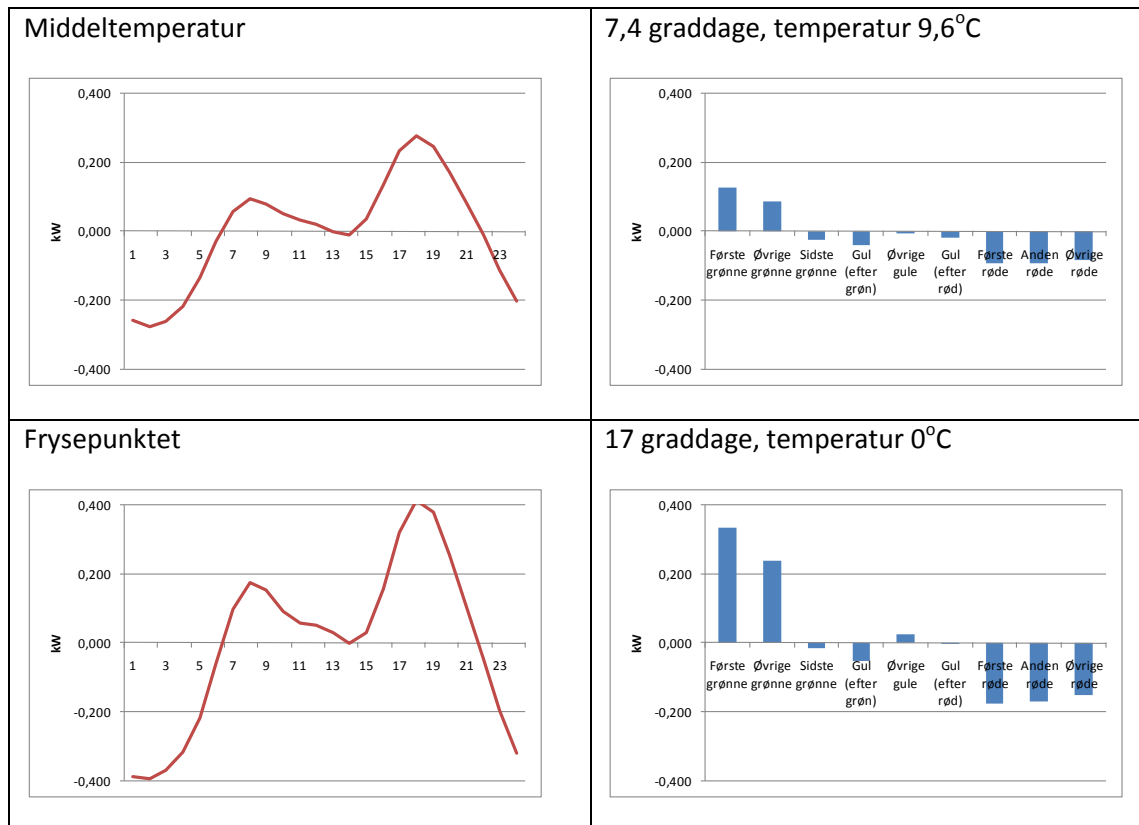 Middeltemperatur
7,4 graddage, temperatur 9,6°C
0,400
0,200
0,000
-0,200
-0,400
kW
1 3 5 7 9 11 13 15 17 19 21 23
0,400
0,200
0,000
-0,200
-0,400
kW
Første Øvrige Sidste Gul Øvrige Gul Første Anden Øvrige
grønne grønne grønne (efter gule (efter røde røde røde
grøn) rød)
Frysepunktet
17 graddage, temperatur 0°C
0,400
0,200
0,000
-0,200
-0,400
kW
1 3 5 7 9 11 13 15 17 19 21 23
0,400
0,200
0,000
-0,200
-0,400
kW
Første Øvrige Sidste Gul Øvrige Gul Første Anden Øvrige
grønne grønne grønne (efter gule (efter røde røde røde
grøn) rød)